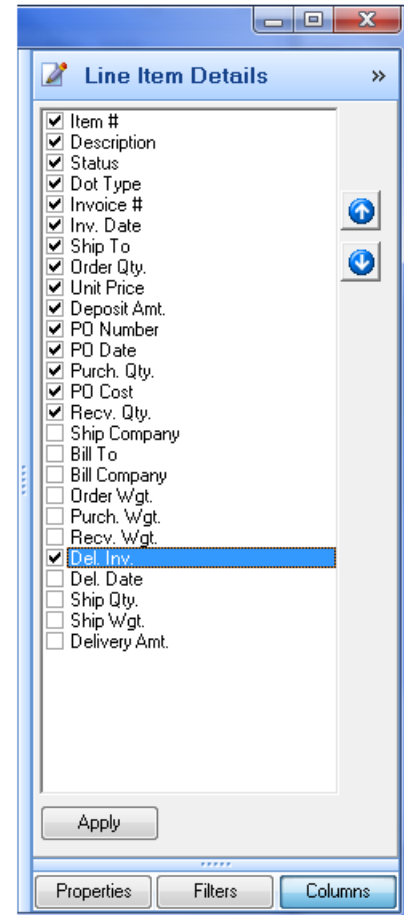 Line Item Details
Item #
Description
Status
Dot Type
Invoice #
Inv. Date
Ship To
Order Qty.
Unit Price
Deposit Amt.
PO Number
PO Date
Purch. Qty.
PO Cost
Recv. Qty.
Ship Company
Bill To
Bill Company
Order Wgt.
Purch. Wgt.
Recv. Wgt.
Del. Inv.
Del. Date
Ship Qty.
Ship Wgt.
Delivery Amt.
Apply
Properties Filters Columns